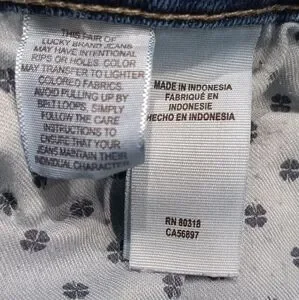 THIS PAIR OF
LUCKY BRAND JEANS
MAY HAVE INTENTIONAL
RIPS OR HOLES. COLOR
MAY TRANSFER TO LIGHTER
COLORED FABRICS.
AVOID PULLING UP BY
BELT LOOPS. SIMPLY
FOLLOW THE CARE
INSTRUCTIONS TO
ENSURE THAT YOUR
JEANS MAINTAIN THEIR
INDIVIDUAL CHARACTER.
MADE IN INDONESIA
FABRIQUÉ EN
INDONESIE
HECHO EN INDONESIA
RN 80318
CA56897